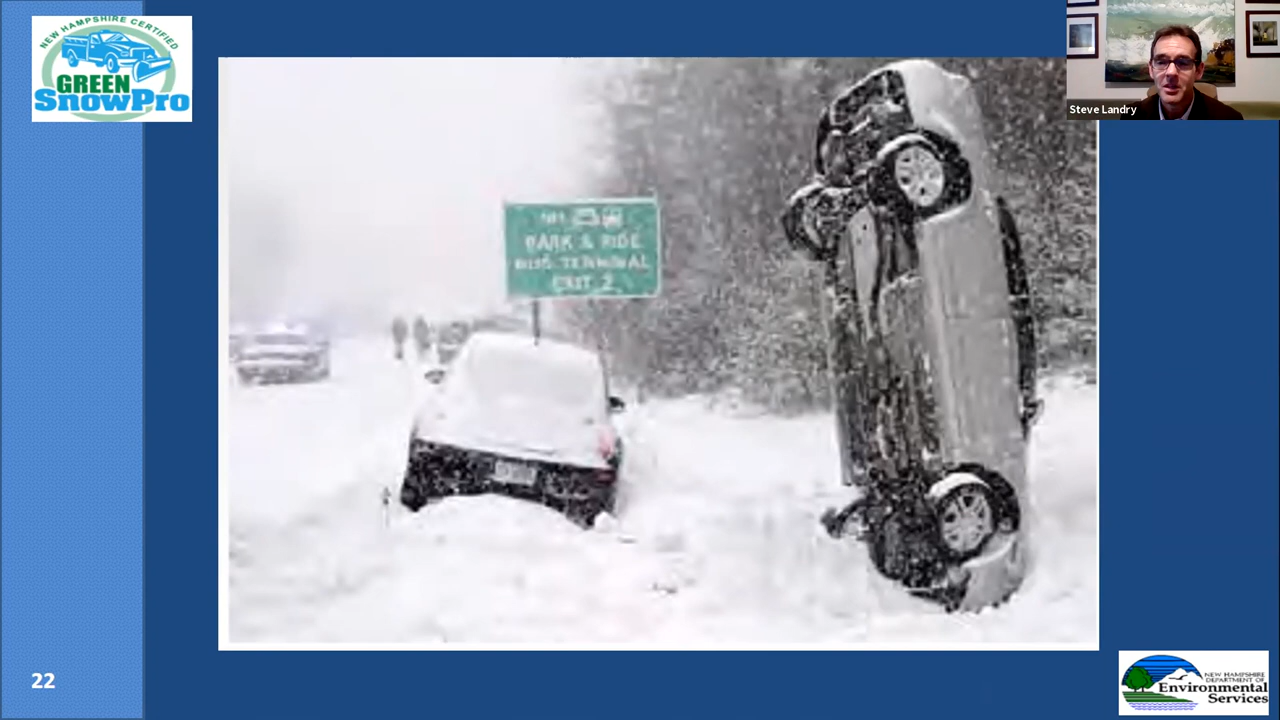 NEW HAMPSHIRE CERTIFIED
GREEN
SnowPro
Steve Landry
PARK & RIDE
BUS TERMINAL
EXIT 2
22
NEW HAMPSHIRE
DEPARTMENT OF
Environmental
Services